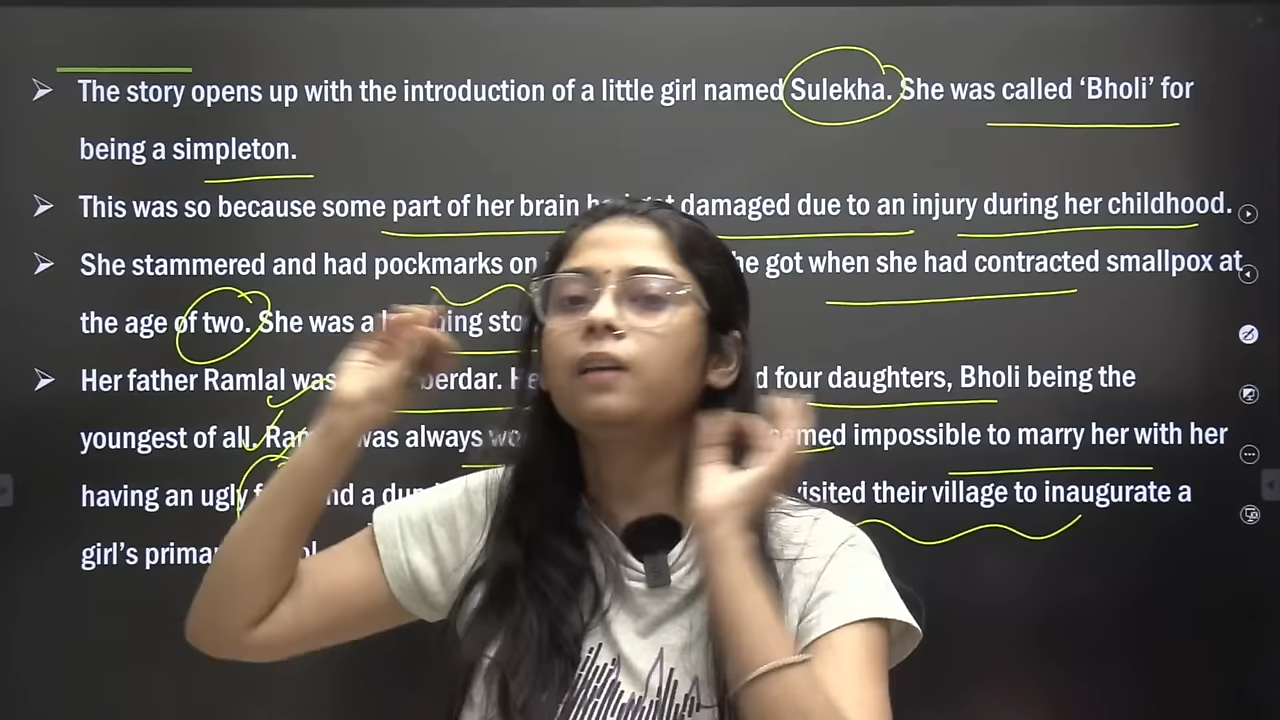 The story opens up with the introduction of a little girl named Sulekha. She was called ‘Bholi’ for
being a simpleton.
This was so because some part of her brain damaged due to an injury during her childhood.
She stammered and had pockmarks on got when she had contracted smallpox at
the age of two. She was a
Her father Ramlal was four daughters, Bholi being the
youngest of all. was always impossible to marry her with her
having an ugly and a visited their village to inaugurate a
girl’s